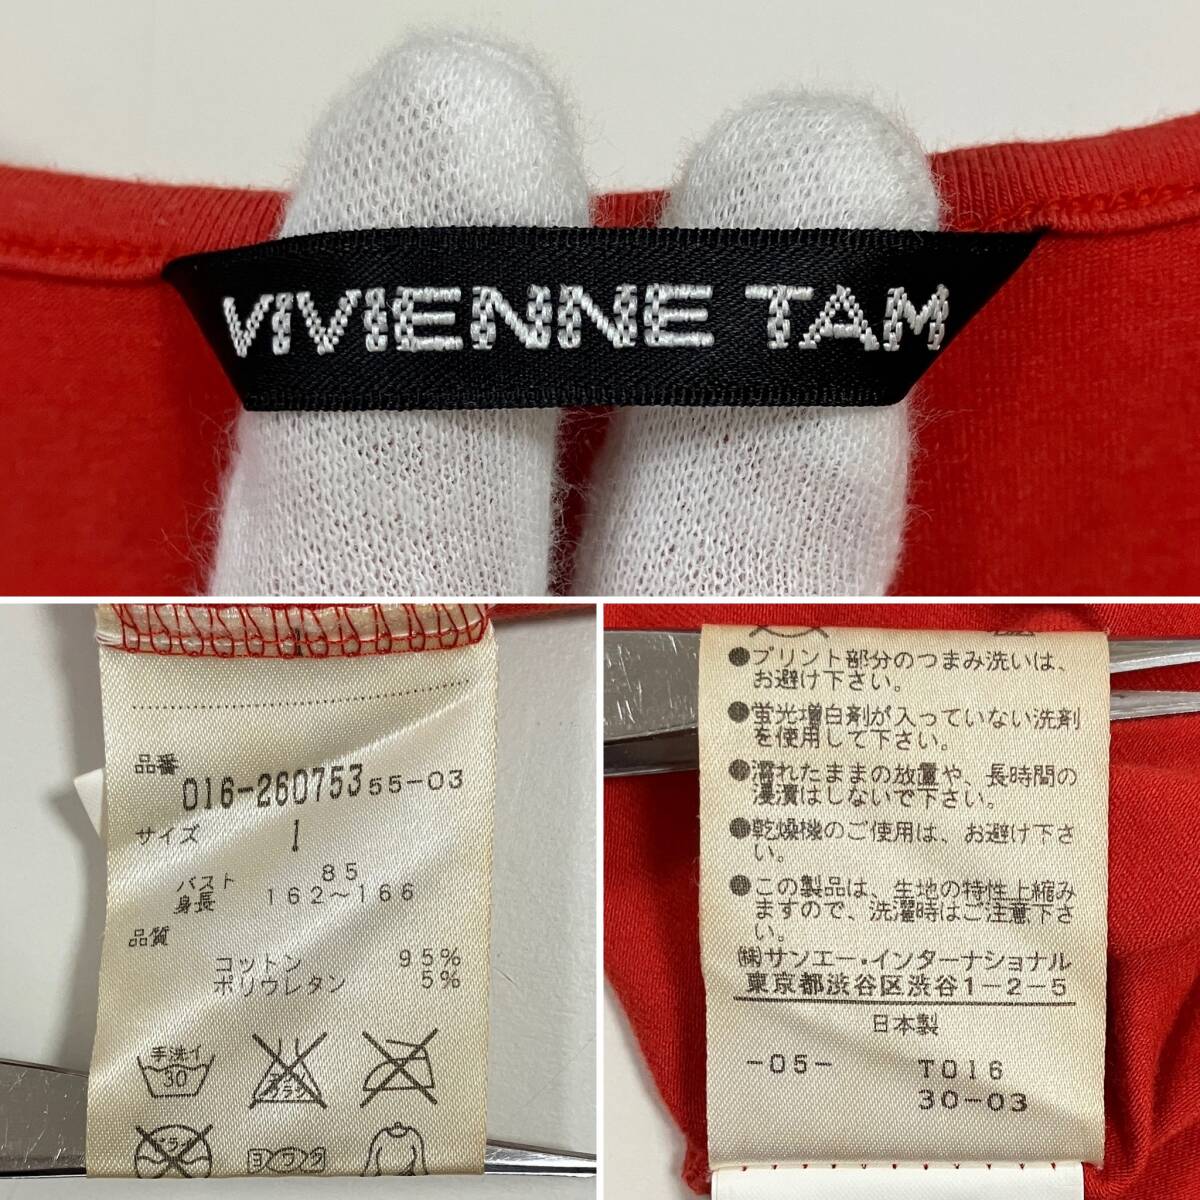 VIVIENNE TAM
品番
016-260753 55-03
サイズ 1
バスト 85
身長 162～166
品質
コットン 95%
ポリウレタン 5%
手洗イ
30
ヨワク
●プリント部分のつまみ洗いは、
お避け下さい。
●蛍光増白剤が入っていない洗剤
を使用して下さい。
●濡れたままの放置や、長時間の
浸漬はしないで下さい。
●乾燥機のご使用は、お避け下さ
い。
●この製品は、生地の特性上縮み
ますので、洗濯時はご注意下さ
い。
㈱サンエー・インターナショナル
東京都渋谷区渋谷1-2-5
日本製
-05- T016
30-03